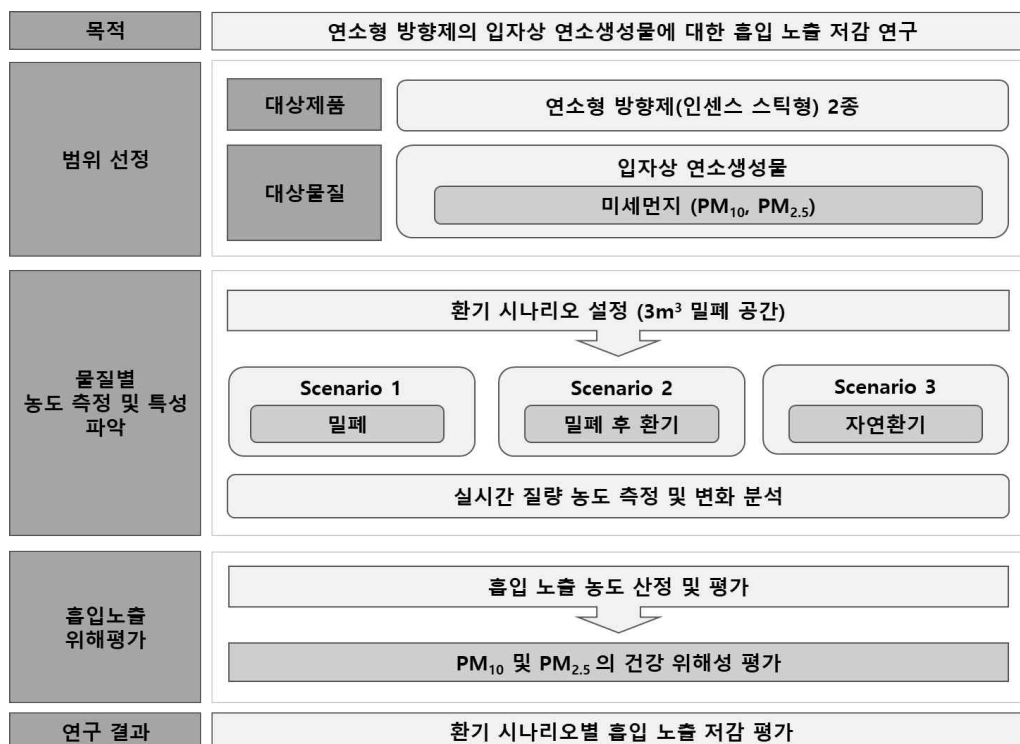 목적
연소형 방향제의 입자상 연소생성물에 대한 흡입 노출 저감 연구
범위 선정
대상제품
연소형 방향제(인센스 스틱형) 2종
대상물질
입자상 연소생성물
미세먼지 (PM₁₀, PM₂.₅)
물질별
농도 측정 및 특성
파악
환기 시나리오 설정 (3m³ 밀폐 공간)
Scenario 1
밀폐
Scenario 2
밀폐 후 환기
Scenario 3
자연환기
실시간 질량 농도 측정 및 변화 분석
흡입노출
위해평가
흡입 노출 농도 산정 및 평가
PM₁₀ 및 PM₂.₅ 의 건강 위해성 평가
연구 결과
환기 시나리오별 흡입 노출 저감 평가